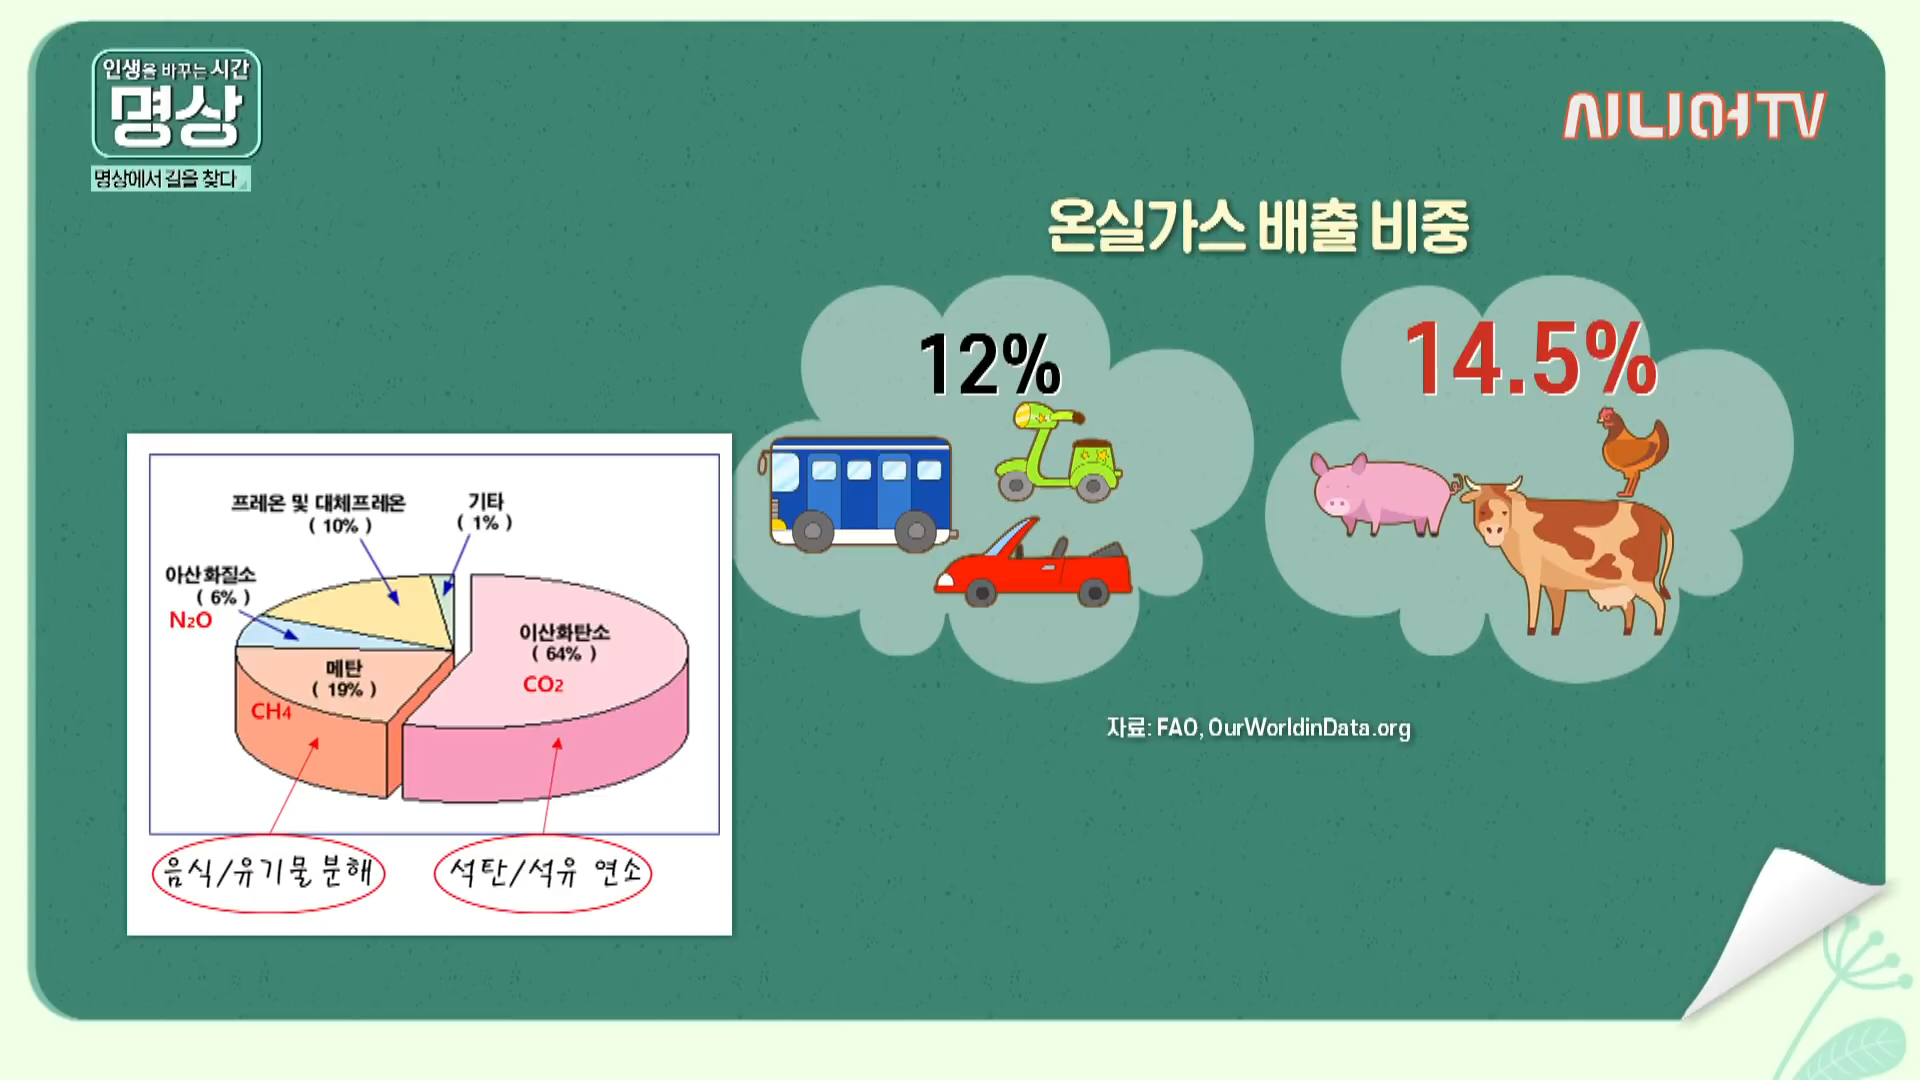 인생을 바꾸는 시간
명상
명상에서 길을 찾다
시니어TV
온실가스 배출 비중
12%
14.5%
프레온 및 대체프레온
( 10% )
기타
( 1% )
아산화질소
( 6% )
N₂O
이산화탄소
( 64% )
CO₂
메탄
( 19% )
CH₄
음식/유기물 분해
석탄/석유 연소
자료: FAO, OurWorldinData.org